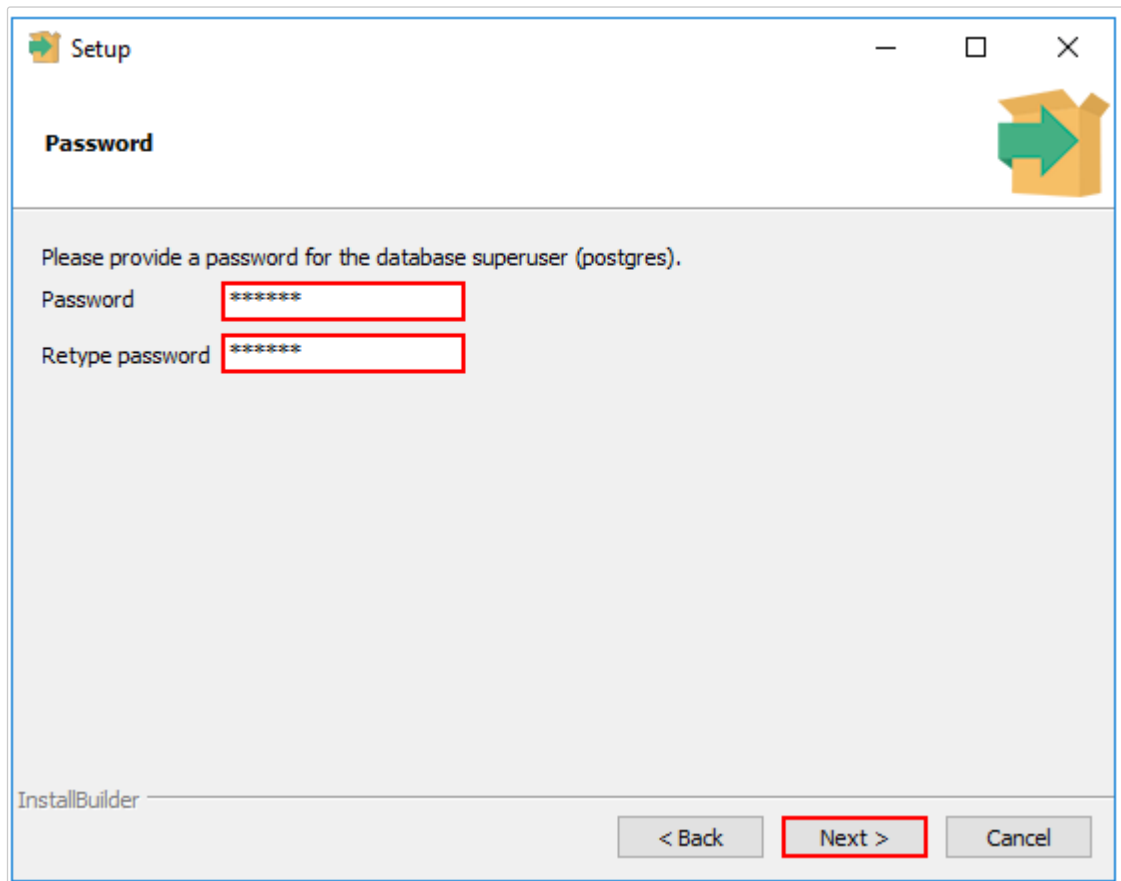 Setup
Password
Please provide a password for the database superuser (postgres).
Password ******
Retype password ******
InstallBuilder
< Back Next > Cancel